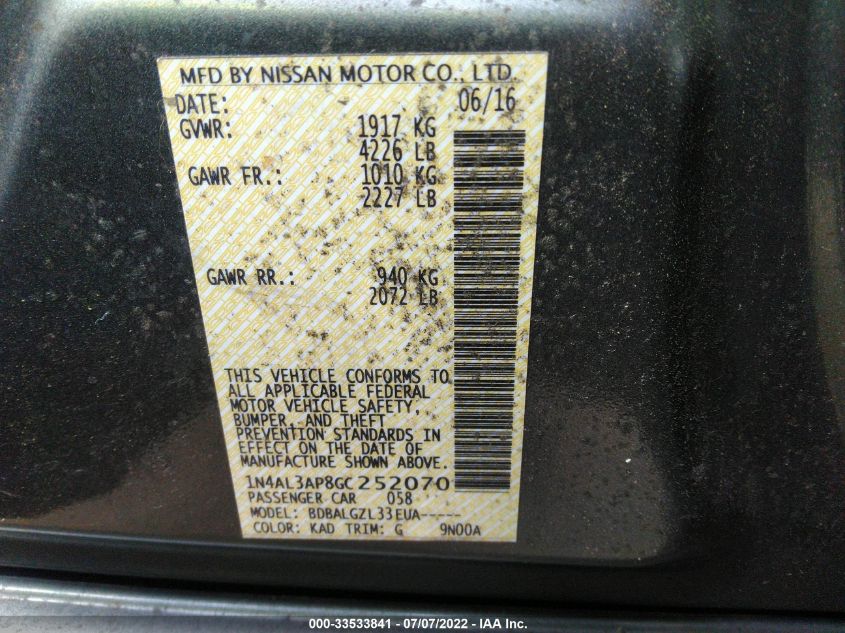 MFD BY NISSAN MOTOR CO., LTD.
DATE: 06/16
GVWR: 1917 KG
4226 LB
GAWR FR.: 1010 KG
2227 LB
GAWR RR.: 940 KG
2072 LB
THIS VEHICLE CONFORMS TO
ALL APPLICABLE FEDERAL
MOTOR VEHICLE SAFETY,
BUMPER, AND THEFT
PREVENTION STANDARDS IN
EFFECT ON THE DATE OF
MANUFACTURE SHOWN ABOVE.
1N4AL3AP8GC252070
PASSENGER CAR 058
MODEL: BDBALGZL33EUA-----
COLOR: KAD TRIM: G 9N00A
000-33533841 - 07/07/2022 - IAA Inc.